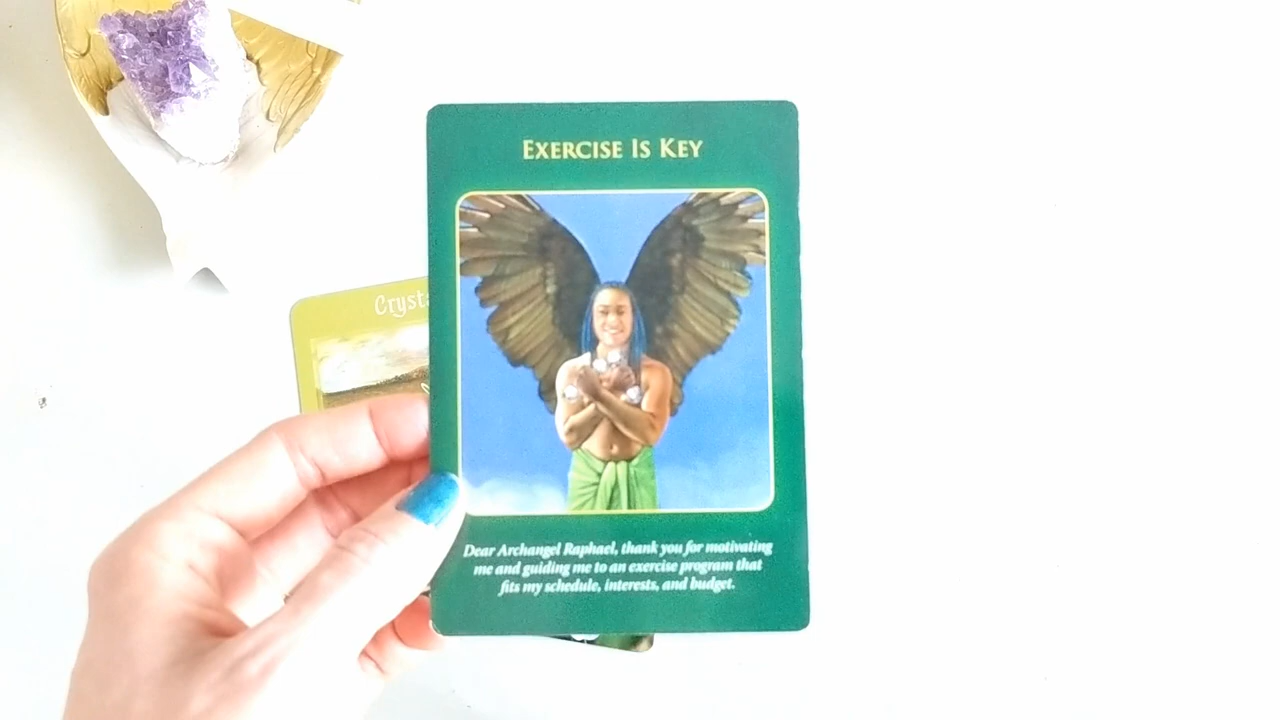 Exercise Is Key
Dear Archangel Raphael, thank you for motivating
me and guiding me to an exercise program that
fits my schedule, interests, and budget.